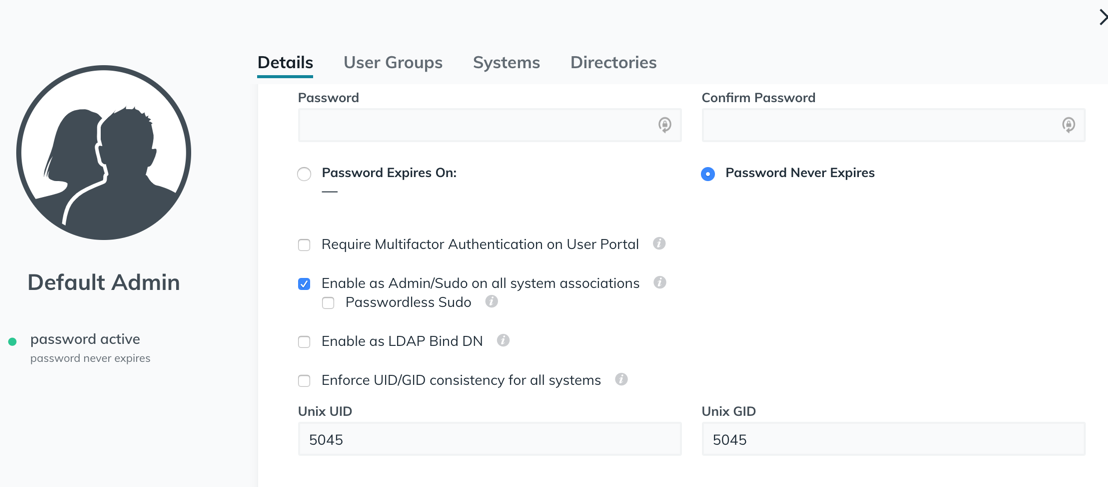 Details User Groups Systems Directories
Password Confirm Password
Password Expires On: Password Never Expires
—
Require Multifactor Authentication on User Portal
Enable as Admin/Sudo on all system associations
Passwordless Sudo
Default Admin
password active
password never expires
Enable as LDAP Bind DN
Enforce UID/GID consistency for all systems
Unix UID Unix GID
5045 5045